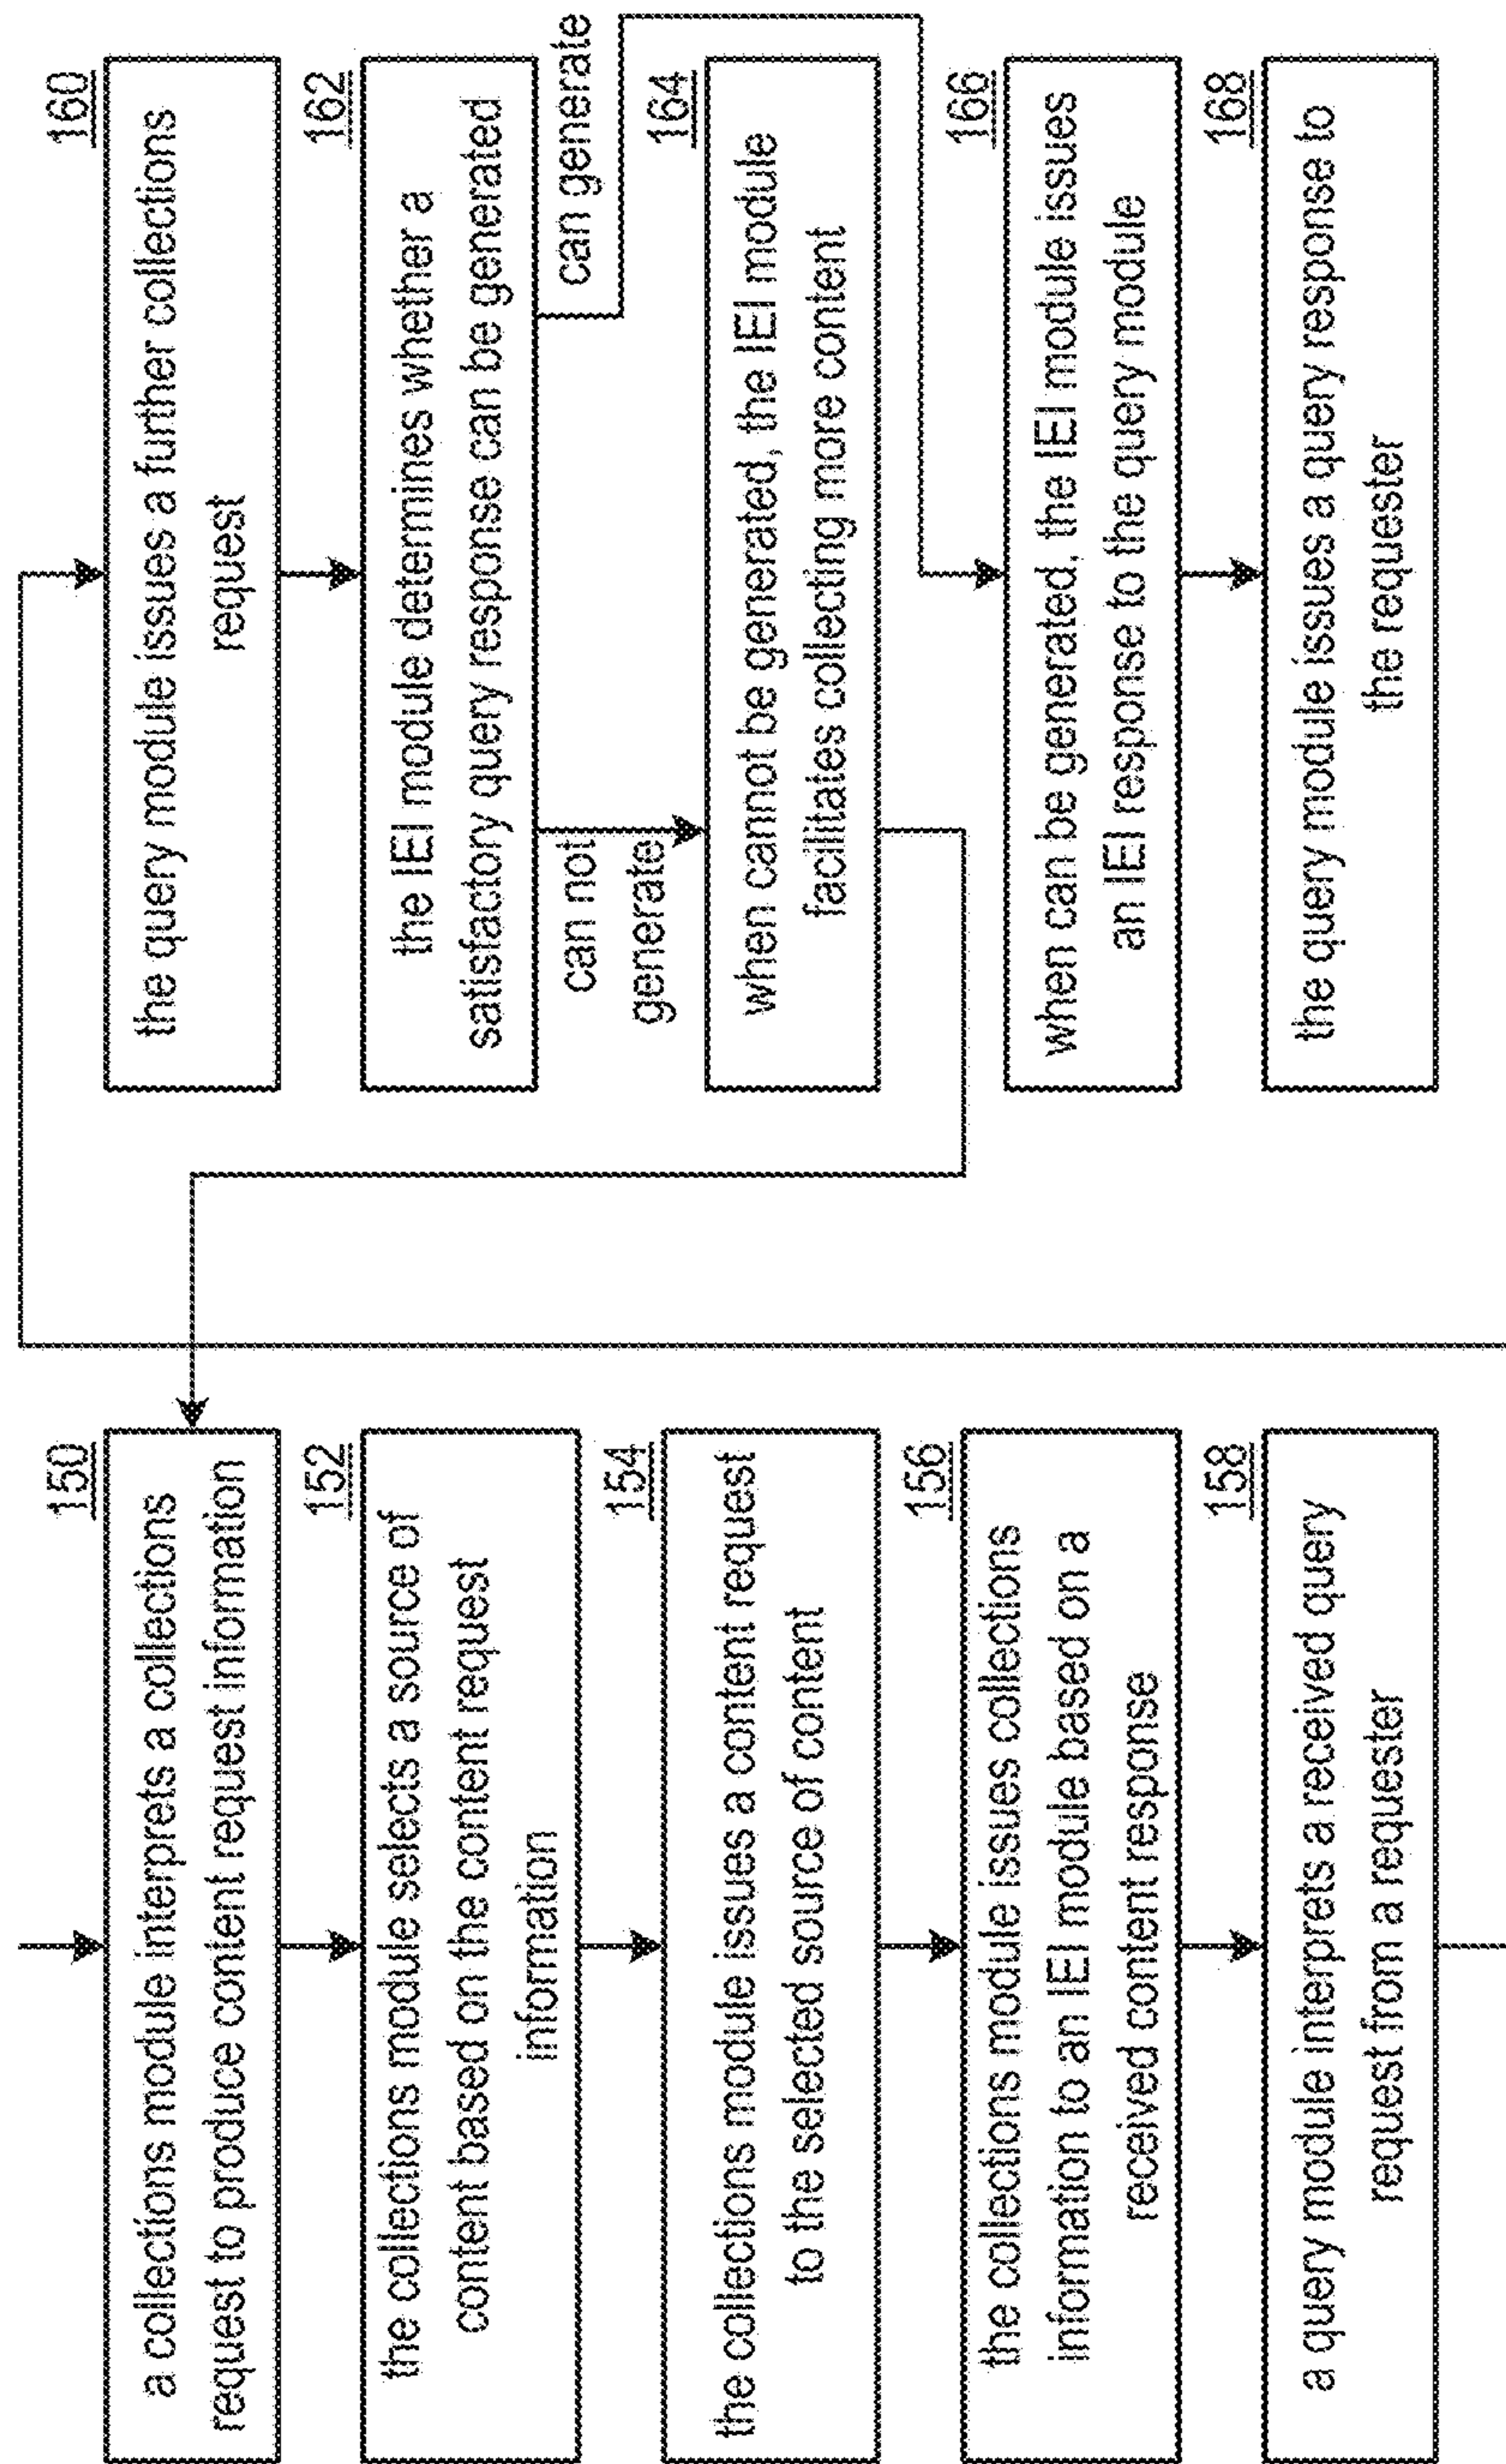 150
a collections module interprets a collections
request to produce content request information
152
the collections module selects a source of
content based on the content request
information
154
the collections module issues a content request
to the selected source of content
156
the collections module issues collections
information to an IEI module based on a
received content response
158
a query module interprets a received query
request from a requester
160
the query module issues a further collections
request
162
the IEI module determines whether a
satisfactory query response can be generated
can not
generate
can generate
164
when cannot be generated, the IEI module
facilitates collecting more content
166
when can be generated, the IEI module issues
an IEI response to the query module
168
the query module issues a query response to
the requester